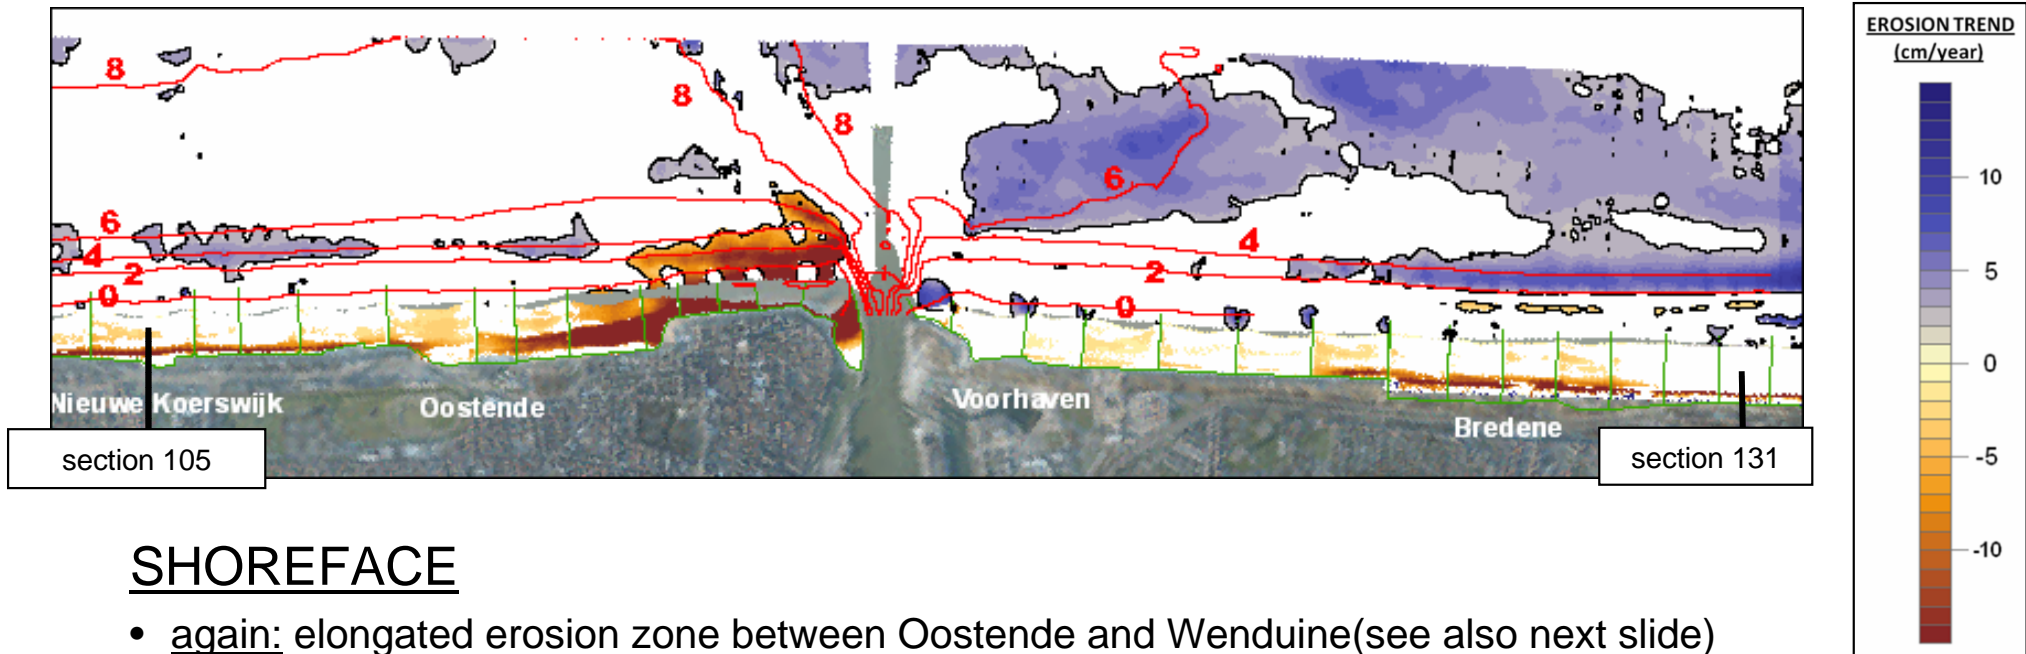 EROSION TREND
(cm/year)
10
5
0
-5
-10
8
8
8
6
6
4
4
2
2
0
0
Nieuwe Koerswijk
Oostende
Voorhaven
Bredene
section 105
section 131
SHOREFACE
• again: elongated erosion zone between Oostende and Wenduine(see also next slide)